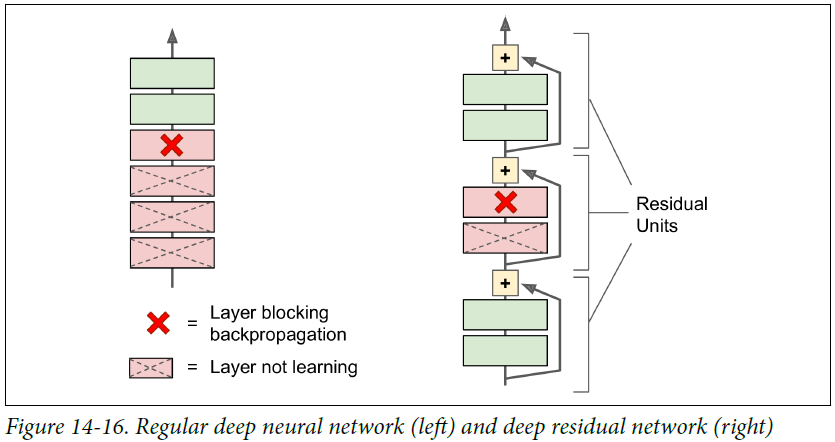 +
+
+
Residual
Units
= Layer blocking
backpropagation
= Layer not learning
Figure 14-16. Regular deep neural network (left) and deep residual network (right)